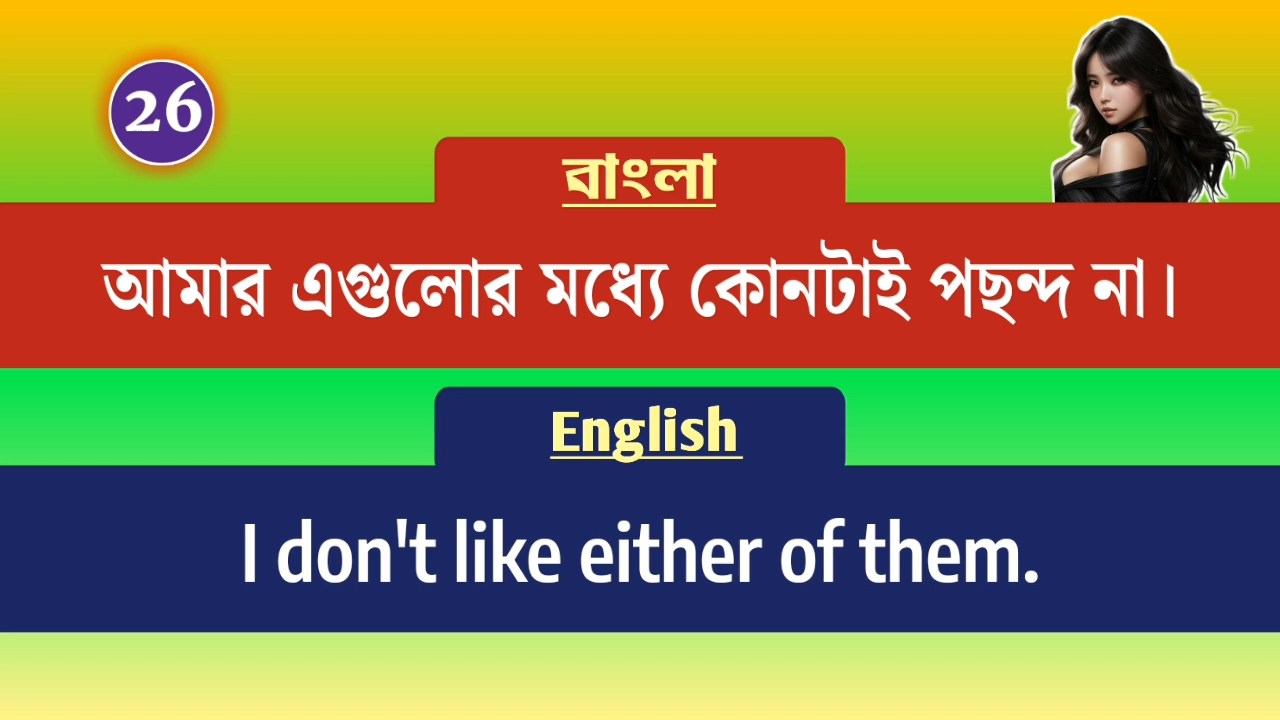 26
বাংলা
আমার এগুলোর মধ্যে কোনটাই পছন্দ না।
English
I don't like either of them.